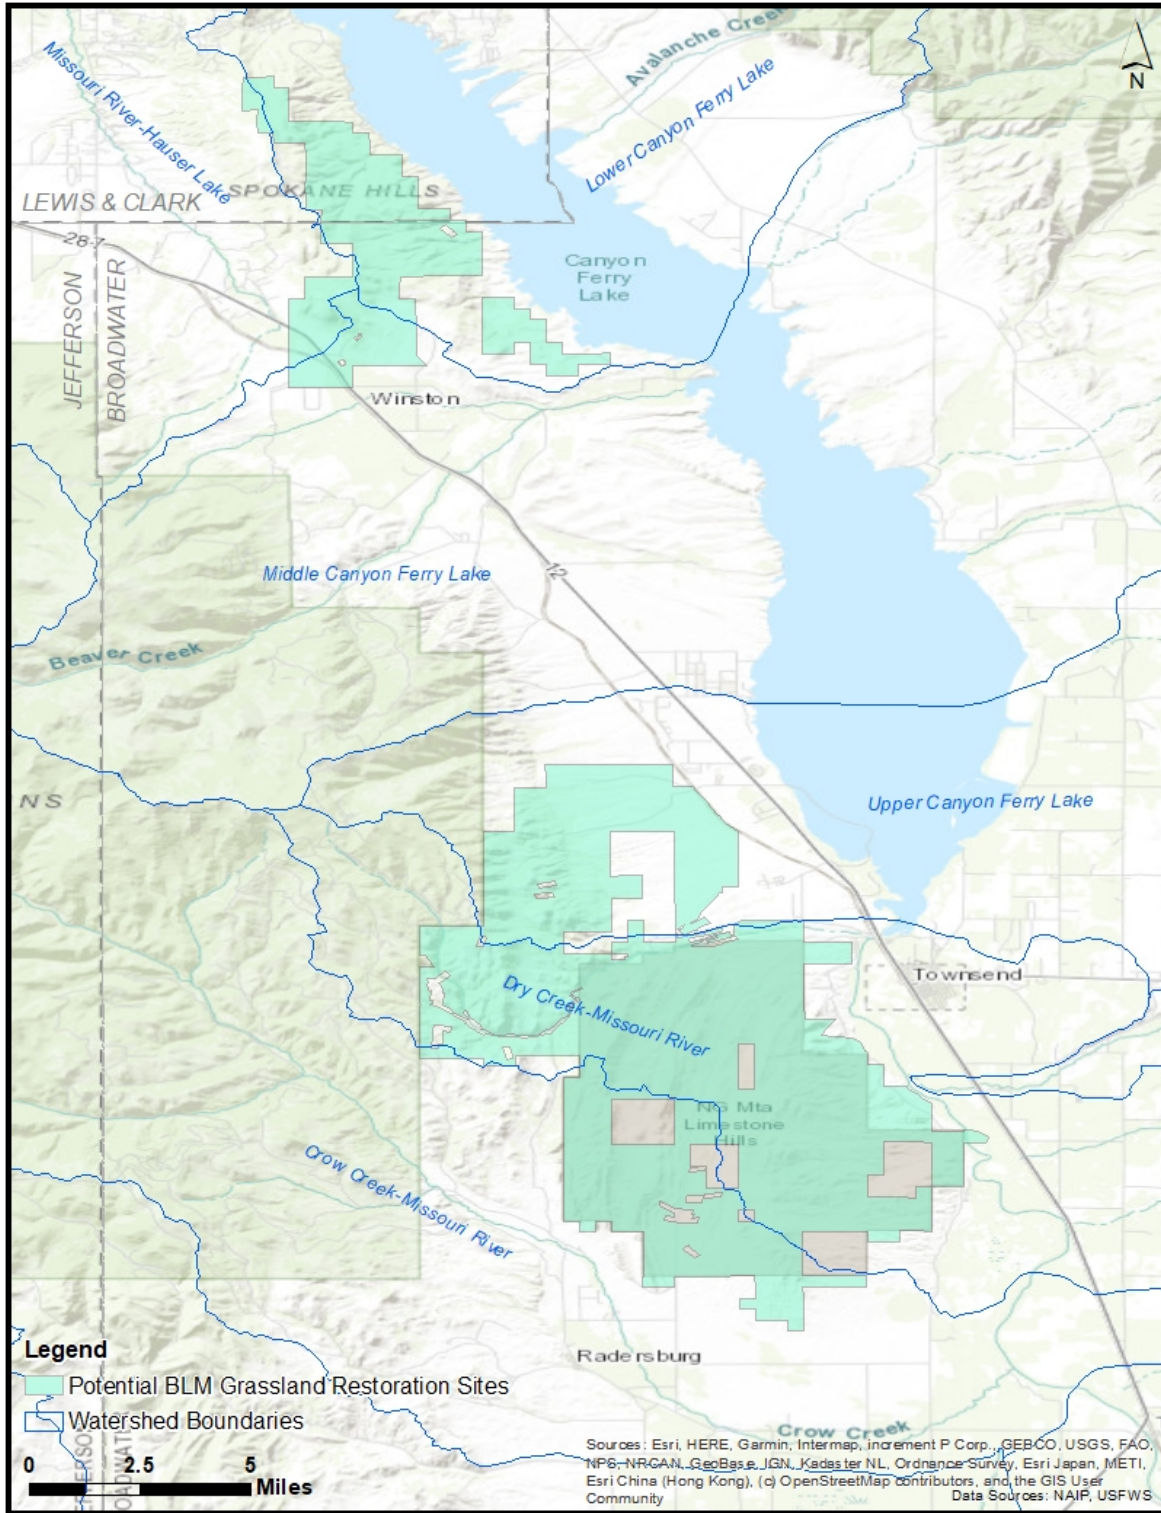 Avalanche Creek
N
Missouri River-Hauser Lake
Lower Canyon Ferry Lake
SPOKANE HILLS
LEWIS & CLARK
287
Canyon
Ferry
Lake
JEFFERSON
BROADWATER
Winston
12
Middle Canyon Ferry Lake
Beaver Creek
NS
Upper Canyon Ferry Lake
Townsend
Dry Creek-Missouri River
NG Mta
Limestone
Hills
Crow Creek-Missouri River
Radersburg
Crow Creek
Legend
Potential BLM Grassland Restoration Sites
Watershed Boundaries
0 2.5 5
Miles
Sources: Esri, HERE, Garmin, Intermap, increment P Corp., GEBCO, USGS, FAO,
NPS, NRCAN, GeoBase, IGN, Kadaster NL, Ordnance Survey, Esri Japan, METI,
Esri China (Hong Kong), (c) OpenStreetMap contributors, and the GIS User
Community
Data Sources: NAIP, USFWS